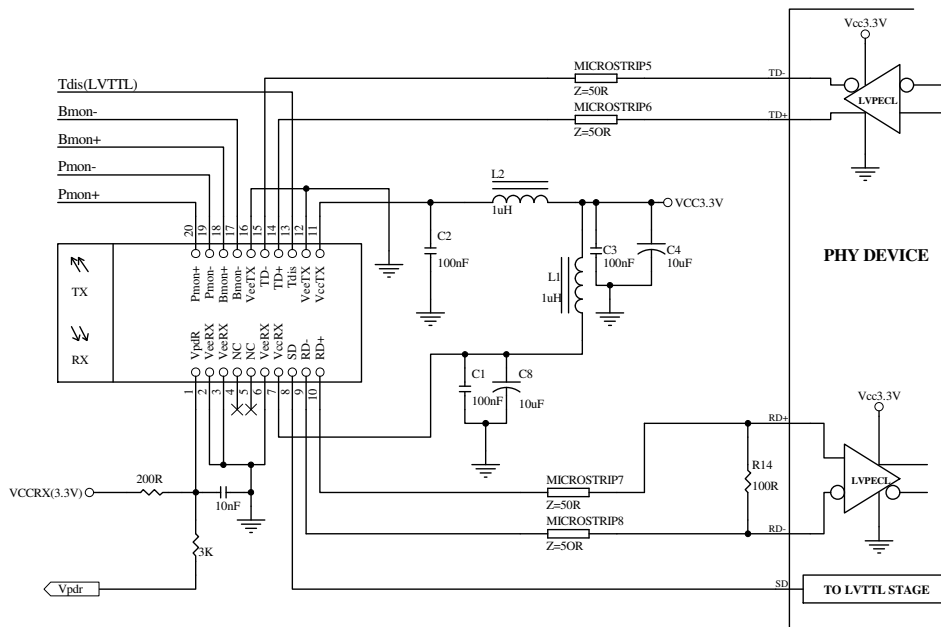 Vcc3.3V
MICROSTRIP5
TD-
Tdis(LVTTL)
Z=50R
LVPECL
Bmon-
MICROSTRIP6
TD+
Z=5OR
Bmon+
Pmon-
L2
Pmon+
1uH
VCC3.3V
20
19
18
17
16
15
14
13
12
11
C2
100nF
C3
100nF
C4
10uF
PHY DEVICE
TX
Pmon+
Pmon-
Bmon+
Bmon-
VeeTX
TD-
TD+
Tdis
VeeTX
VccTX
L1
1uH
RX
VpdR
VeeRX
VeeRX
NC
NC
VeeRX
VccRX
SD
RD-
RD+
1
2
3
4
5
6
7
8
9
10
C1
100nF
C8
10uF
Vcc3.3V
RD+
R14
100R
LVPECL
VCCRX(3.3V)
200R
10nF
MICROSTRIP7
Z=50R
MICROSTRIP8
RD-
Z=5OR
3K
Vpdr
SD
TO LVTTL STAGE